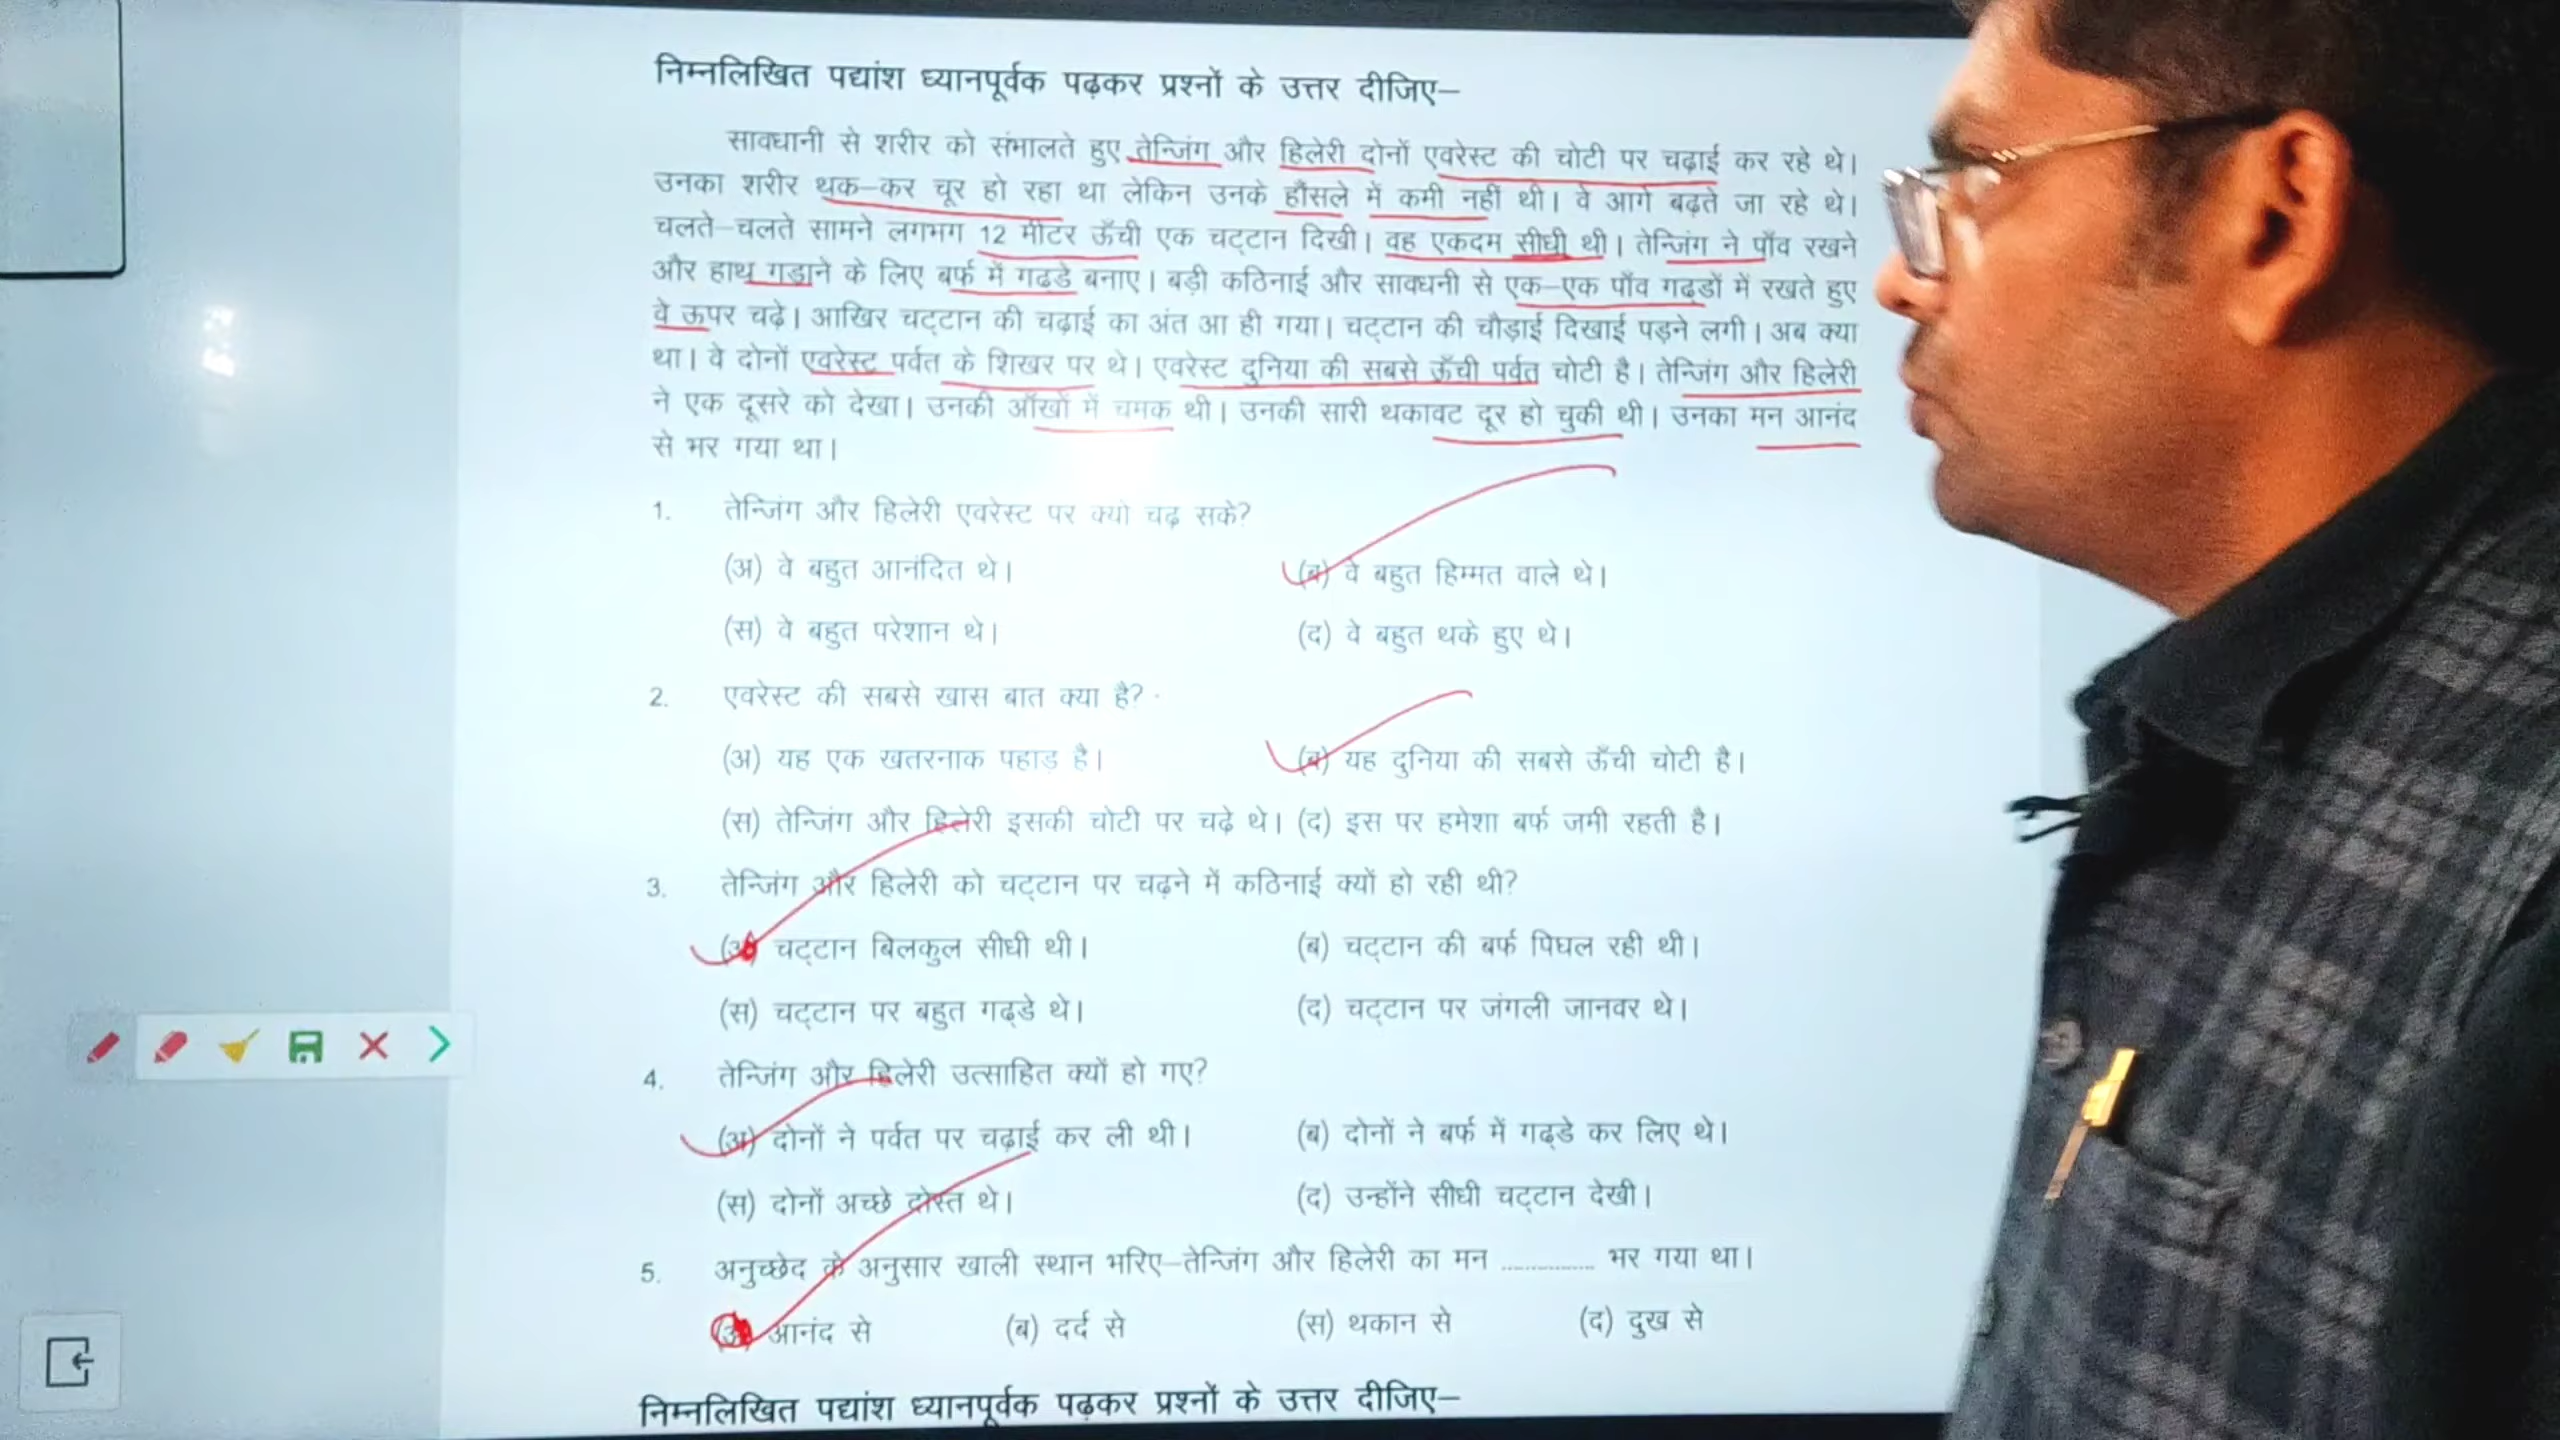 निम्नलिखित पद्यांश ध्यानपूर्वक पढ़कर प्रश्नों के उत्तर दीजिए–
सावधानी से शरीर को संभालते हुए तेन्जिंग और हिलेरी दोनों एवरेस्ट की चोटी पर चढ़ाई कर रहे थे।
उनका शरीर थक–कर चूर हो रहा था लेकिन उनके हौंसले में कमी नहीं थी। वे आगे बढ़ते जा रहे थे।
चलते–चलते सामने लगभग 12 मीटर ऊँची एक चट्टान दिखी। वह एकदम सीधी थी। तेन्जिंग ने पाँव रखने
और हाथ गड़ाने के लिए बर्फ में गढ्डे बनाए। बड़ी कठिनाई और सावधनी से एक–एक पाँव गढ्डों में रखते हुए
वे ऊपर चढ़े। आखिर चट्टान की चढ़ाई का अंत आ ही गया। चट्टान की चौड़ाई दिखाई पड़ने लगी। अब क्या
था। वे दोनों एवरेस्ट पर्वत के शिखर पर थे। एवरेस्ट दुनिया की सबसे ऊँची पर्वत चोटी है। तेन्जिंग और हिलेरी
ने एक दूसरे को देखा। उनकी आँखों में चमक थी। उनकी सारी थकावट दूर हो चुकी थी। उनका मन आनंद
से भर गया था।
1. तेन्जिंग और हिलेरी एवरेस्ट पर क्यो चढ़ सके?
(अ) वे बहुत आनंदित थे। (ब) वे बहुत हिम्मत वाले थे।
(स) वे बहुत परेशान थे। (द) वे बहुत थके हुए थे।
2. एवरेस्ट की सबसे खास बात क्या है?
(अ) यह एक खतरनाक पहाड़ है। (ब) यह दुनिया की सबसे ऊँची चोटी है।
(स) तेन्जिंग और हिलेरी इसकी चोटी पर चढ़े थे। (द) इस पर हमेशा बर्फ जमी रहती है।
3. तेन्जिंग और हिलेरी को चट्टान पर चढ़ने में कठिनाई क्यों हो रही थी?
(अ) चट्टान बिलकुल सीधी थी। (ब) चट्टान की बर्फ पिघल रही थी।
(स) चट्टान पर बहुत गढ्डे थे। (द) चट्टान पर जंगली जानवर थे।
4. तेन्जिंग और हिलेरी उत्साहित क्यों हो गए?
(अ) दोनों ने पर्वत पर चढ़ाई कर ली थी। (ब) दोनों ने बर्फ में गढ्डे कर लिए थे।
(स) दोनों अच्छे दोस्त थे। (द) उन्होंने सीधी चट्टान देखी।
5. अनुच्छेद के अनुसार खाली स्थान भरिए–तेन्जिंग और हिलेरी का मन ............... भर गया था।
(अ) आनंद से (ब) दर्द से (स) थकान से (द) दुख से
निम्नलिखित पद्यांश ध्यानपूर्वक पढ़कर प्रश्नों के उत्तर दीजिए–